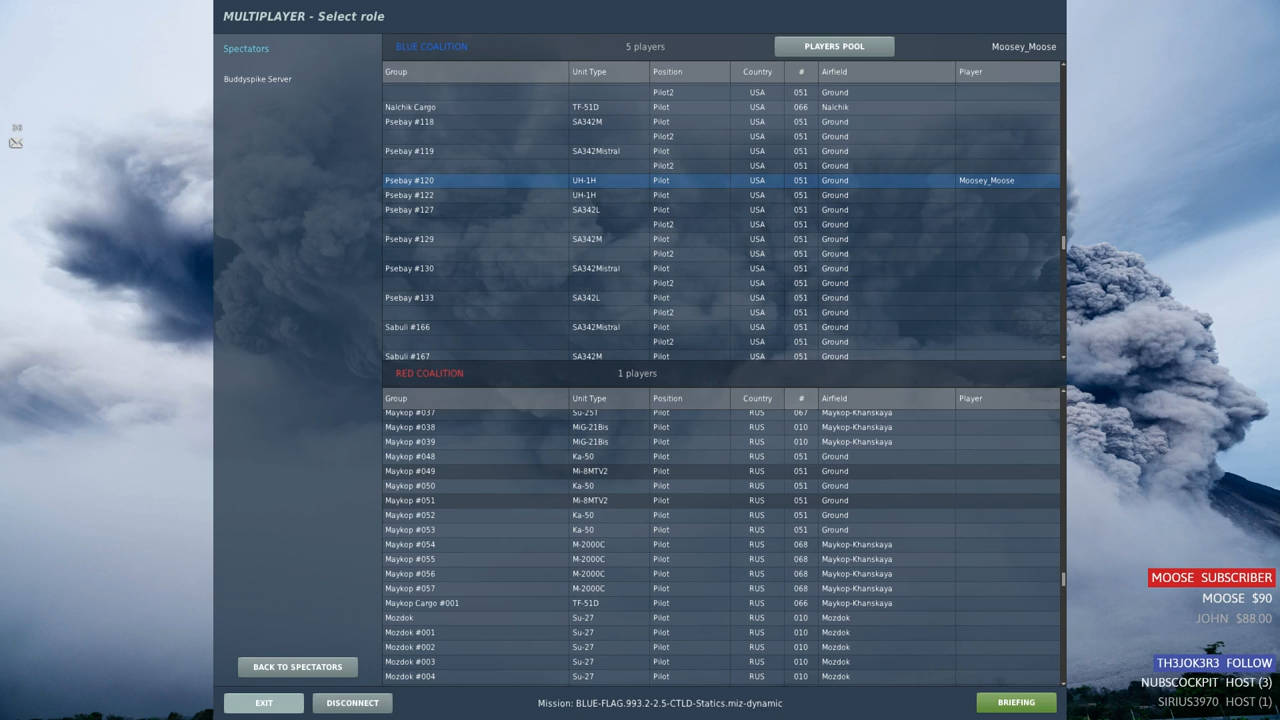 MULTIPLAYER - Select role
Spectators
Buddyspike Server
BLUE COALITION 5 players PLAYERS POOL Moosey_Moose
Group Unit Type Position Country # Airfield Player
Pilot2 USA 051 Ground
Nalchik Cargo TF-51D Pilot USA 066 Nalchik
Psebay #118 SA342M Pilot USA 051 Ground
Pilot2 USA 051 Ground
Psebay #119 SA342Mistral Pilot USA 051 Ground
Pilot2 USA 051 Ground
Psebay #120 UH-1H Pilot USA 051 Ground Moosey_Moose
Psebay #122 UH-1H Pilot USA 051 Ground
Psebay #127 SA342L Pilot USA 051 Ground
Pilot2 USA 051 Ground
Psebay #129 SA342M Pilot USA 051 Ground
Pilot2 USA 051 Ground
Psebay #130 SA342Mistral Pilot USA 051 Ground
Pilot2 USA 051 Ground
Psebay #133 SA342L Pilot USA 051 Ground
Pilot2 USA 051 Ground
Sabuli #166 SA342Mistral Pilot USA 051 Ground
Pilot2 USA 051 Ground
Sabuli #167 SA342M Pilot USA 051 Ground
RED COALITION 1 players
Group Unit Type Position Country # Airfield Player
Maykop #037 Su-25T Pilot RUS 067 Maykop-Khanskaya
Maykop #038 MiG-21Bis Pilot RUS 010 Maykop-Khanskaya
Maykop #039 MiG-21Bis Pilot RUS 010 Maykop-Khanskaya
Maykop #048 Ka-50 Pilot RUS 051 Ground
Maykop #049 Mi-8MTV2 Pilot RUS 051 Ground
Maykop #050 Ka-50 Pilot RUS 051 Ground
Maykop #051 Mi-8MTV2 Pilot RUS 051 Ground
Maykop #052 Ka-50 Pilot RUS 051 Ground
Maykop #053 Ka-50 Pilot RUS 051 Ground
Maykop #054 M-2000C Pilot RUS 068 Maykop-Khanskaya
Maykop #055 M-2000C Pilot RUS 068 Maykop-Khanskaya
Maykop #056 M-2000C Pilot RUS 068 Maykop-Khanskaya
Maykop #057 M-2000C Pilot RUS 068 Maykop-Khanskaya
Maykop Cargo #001 TF-51D Pilot RUS 066 Maykop-Khanskaya
Mozdok Su-27 Pilot RUS 010 Mozdok
Mozdok #001 Su-27 Pilot RUS 010 Mozdok
Mozdok #002 Su-27 Pilot RUS 010 Mozdok
Mozdok #003 Su-27 Pilot RUS 010 Mozdok
Mozdok #004 Su-27 Pilot RUS 010 Mozdok
BACK TO SPECTATORS
EXIT DISCONNECT Mission: BLUE-FLAG.993.2-2.5-CTLD-Statics.miz-dynamic BRIEFING
MOOSE SUBSCRIBER
MOOSE $90
JOHN $88.00
TH3JOK3R3 FOLLOW
NUBSCOCKPIT HOST (3)
SIRIUS3970 HOST (1)